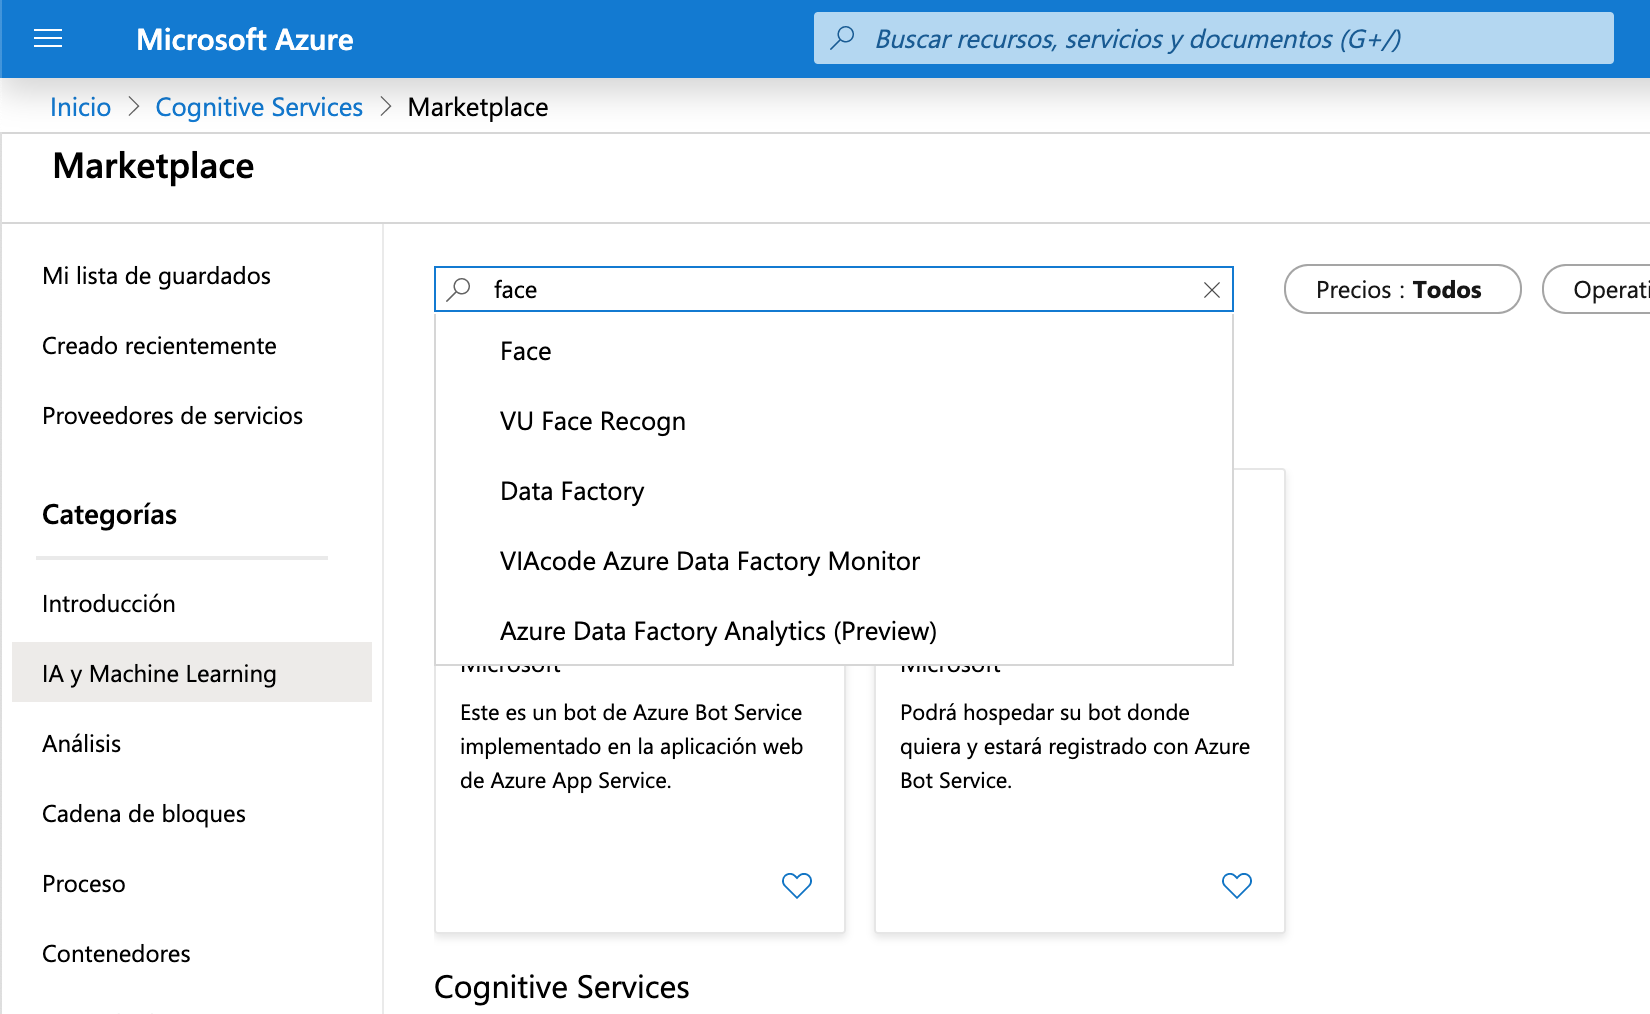 Microsoft Azure
Buscar recursos, servicios y documentos (G+/)
Inicio > Cognitive Services > Marketplace
Marketplace
Mi lista de guardados
Creado recientemente
Proveedores de servicios
Categorías
Introducción
IA y Machine Learning
Análisis
Cadena de bloques
Proceso
Contenedores
face
Precios : Todos
Operati
Face
VU Face Recogn
Data Factory
VIAcode Azure Data Factory Monitor
Azure Data Factory Analytics (Preview)
Microsoft
Este es un bot de Azure Bot Service
implementado en la aplicación web
de Azure App Service.
Microsoft
Podrá hospedar su bot donde
quiera y estará registrado con Azure
Bot Service.
Cognitive Services